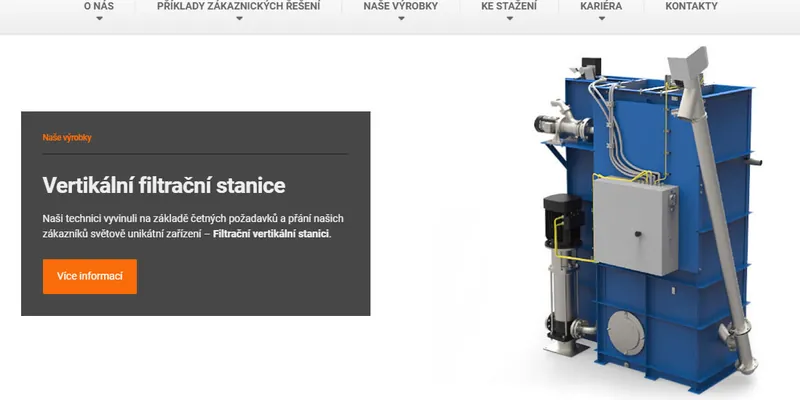 O NÁS
PŘÍKLADY ZÁKAZNICKÝCH ŘEŠENÍ
NAŠE VÝROBKY
KE STAŽENÍ
KARIÉRA
KONTAKTY
Naše výrobky
Vertikální filtrační stanice
Naši technici vyvinuli na základě četných požadavků a přání našich
zákazníků světově unikátní zařízení – Filtrační vertikální stanici.
Více informací